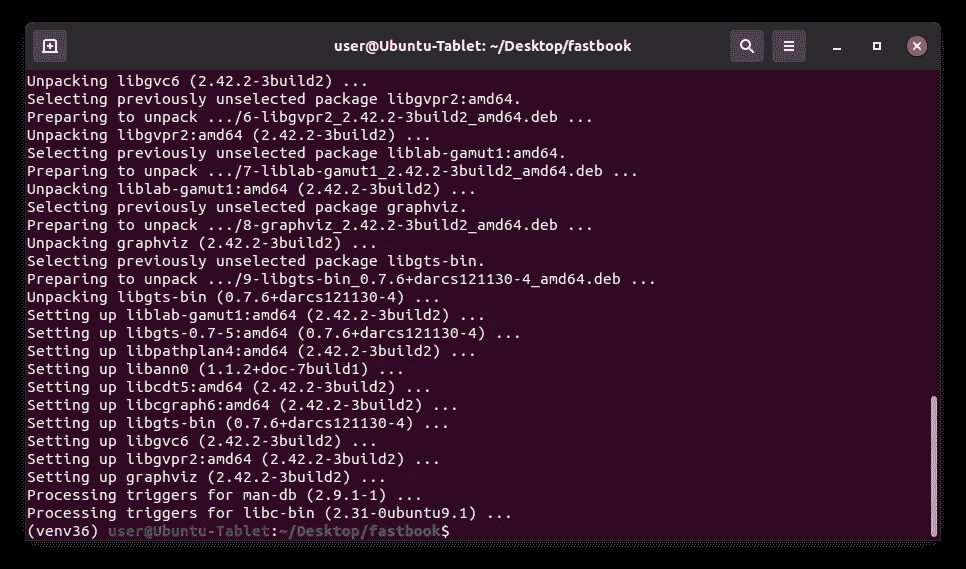 user@Ubuntu-Tablet: ~/Desktop/fastbook
Unpacking libgvc6 (2.42.2-3build2) ...
Selecting previously unselected package libgvpr2:amd64.
Preparing to unpack .../6-libgvpr2_2.42.2-3build2_amd64.deb ...
Unpacking libgvpr2:amd64 (2.42.2-3build2) ...
Selecting previously unselected package liblab-gamut1:amd64.
Preparing to unpack .../7-liblab-gamut1_2.42.2-3build2_amd64.deb ...
Unpacking liblab-gamut1:amd64 (2.42.2-3build2) ...
Selecting previously unselected package graphviz.
Preparing to unpack .../8-graphviz_2.42.2-3build2_amd64.deb ...
Unpacking graphviz (2.42.2-3build2) ...
Selecting previously unselected package libgts-bin.
Preparing to unpack .../9-libgts-bin_0.7.6+darcs121130-4_amd64.deb ...
Unpacking libgts-bin (0.7.6+darcs121130-4) ...
Setting up liblab-gamut1:amd64 (2.42.2-3build2) ...
Setting up libgts-0.7-5:amd64 (0.7.6+darcs121130-4) ...
Setting up libpathplan4:amd64 (2.42.2-3build2) ...
Setting up libann0 (1.1.2+doc-7build1) ...
Setting up libcdt5:amd64 (2.42.2-3build2) ...
Setting up libcgraph6:amd64 (2.42.2-3build2) ...
Setting up libgts-bin (0.7.6+darcs121130-4) ...
Setting up libgvc6 (2.42.2-3build2) ...
Setting up libgvpr2:amd64 (2.42.2-3build2) ...
Setting up graphviz (2.42.2-3build2) ...
Processing triggers for man-db (2.9.1-1) ...
Processing triggers for libc-bin (2.31-0ubuntu9.1) ...
(venv36) user@Ubuntu-Tablet:~/Desktop/fastbook$